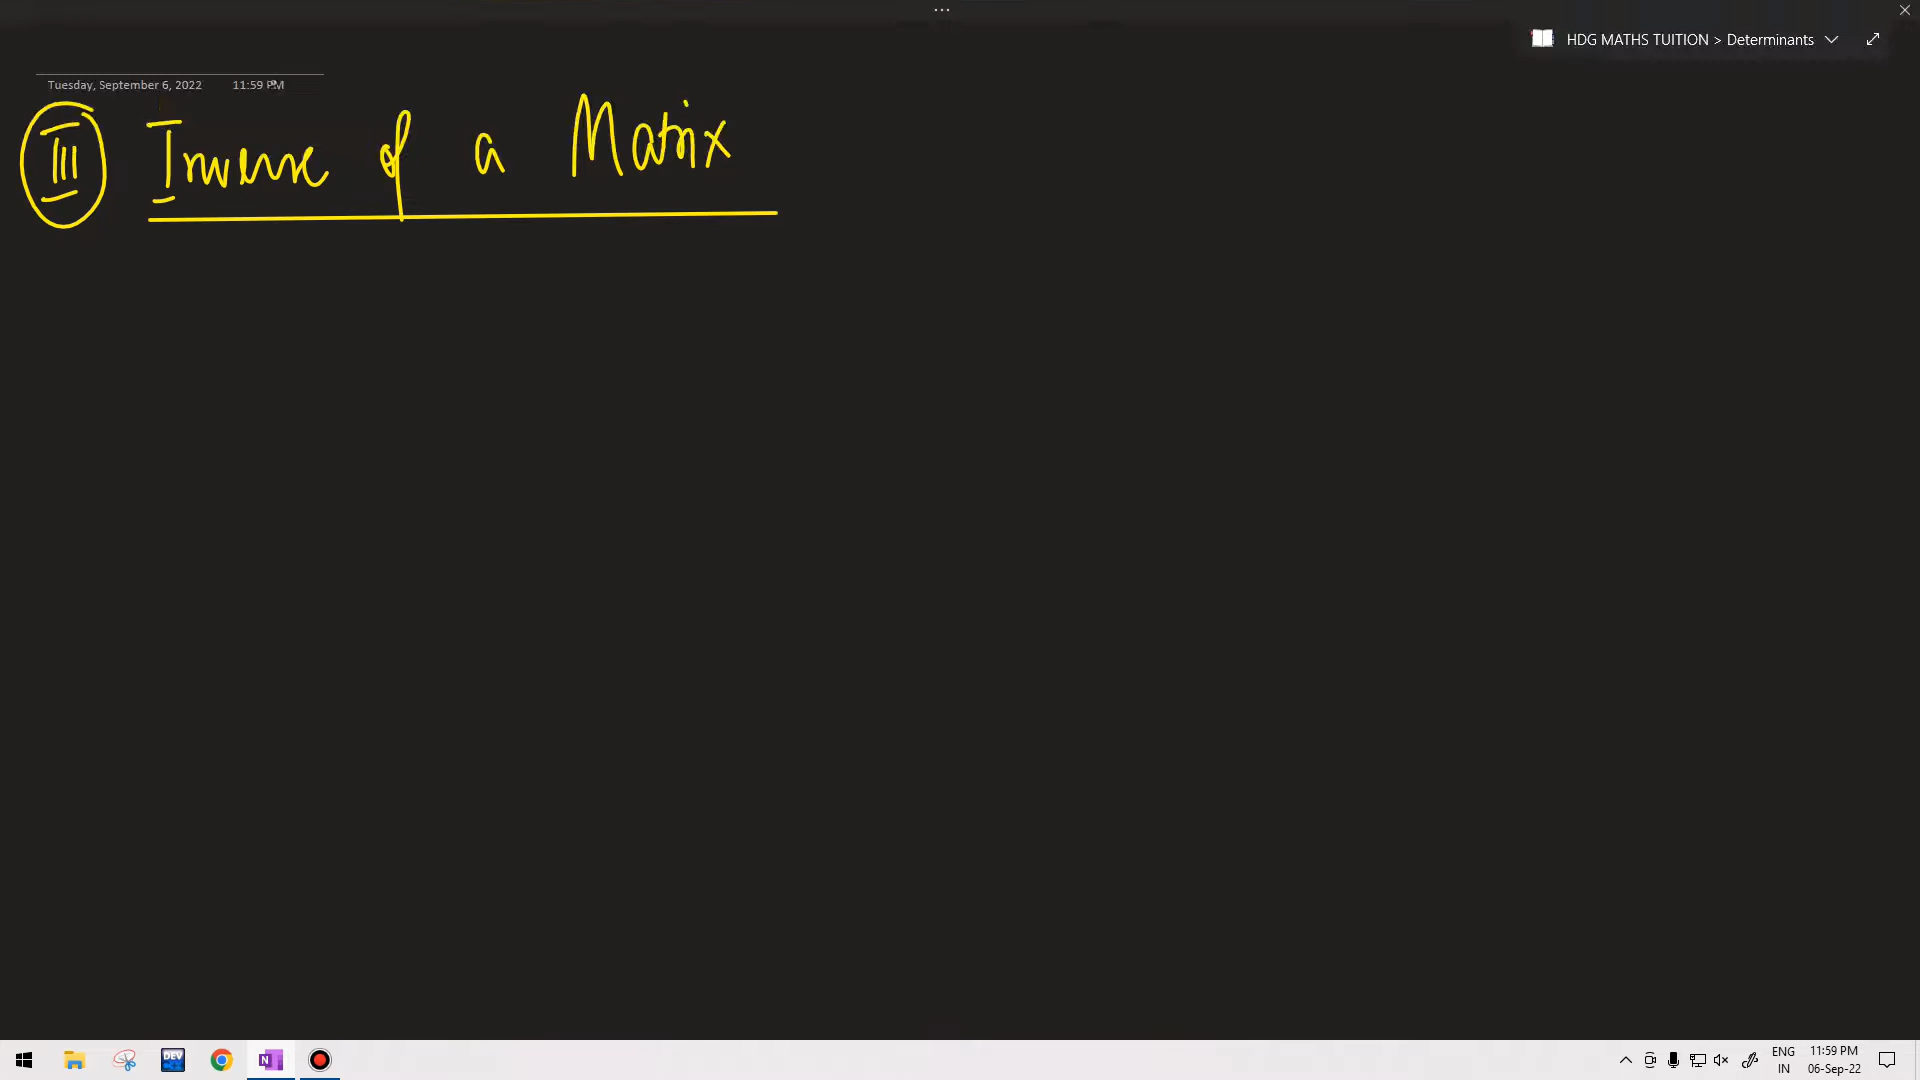 HDG MATHS TUITION > Determinants
Tuesday, September 6, 2022 11:59 PM
III Inverse of a Matrix
DEV
N
ENG
IN
11:59 PM
06-Sep-22